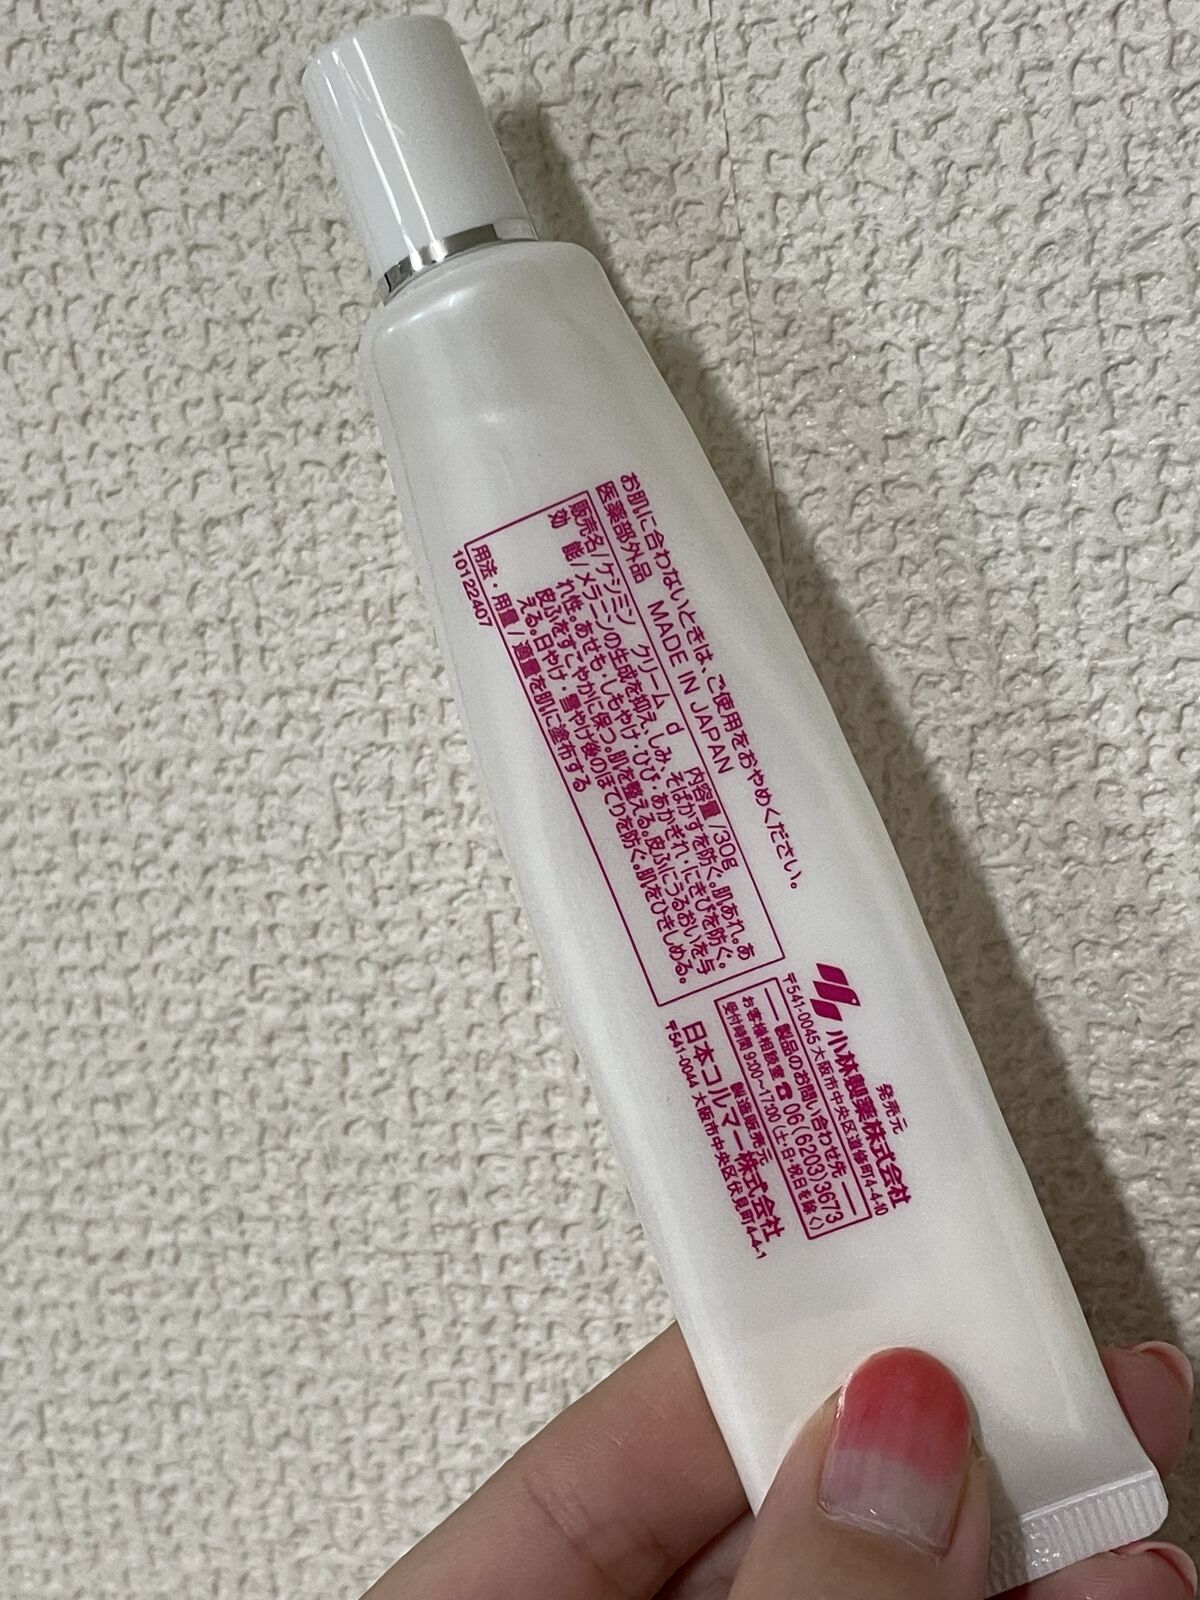 お肌に合わないときは、ご使用をおやめください。
医薬部外品 MADE IN JAPAN
販売名/ケシミン クリーム d 内容量/30g
効 能/メラニンの生成を抑え、しみ、そばかすを防ぐ。肌あれ。あ
れ性。あせも・しもやけ・ひび・あかぎれ・にきびを防ぐ。
皮ふをすこやかに保つ。肌を整える。皮ふにうるおいを与
える。日やけ・雪やけ後のほてりを防ぐ。肌をひきしめる。
用法・用量/適量を肌に塗布する
10122407
発売元
小林製薬株式会社
〒541-0045 大阪市中央区道修町4-4-10
製品のお問い合わせ先
お客様相談室☎06(6203)3673
受付時間 9:00〜17:00(土・日・祝日を除く)
製造販売元
日本コルマー株式会社
〒541-0044 大阪市中央区伏見町4-4-1